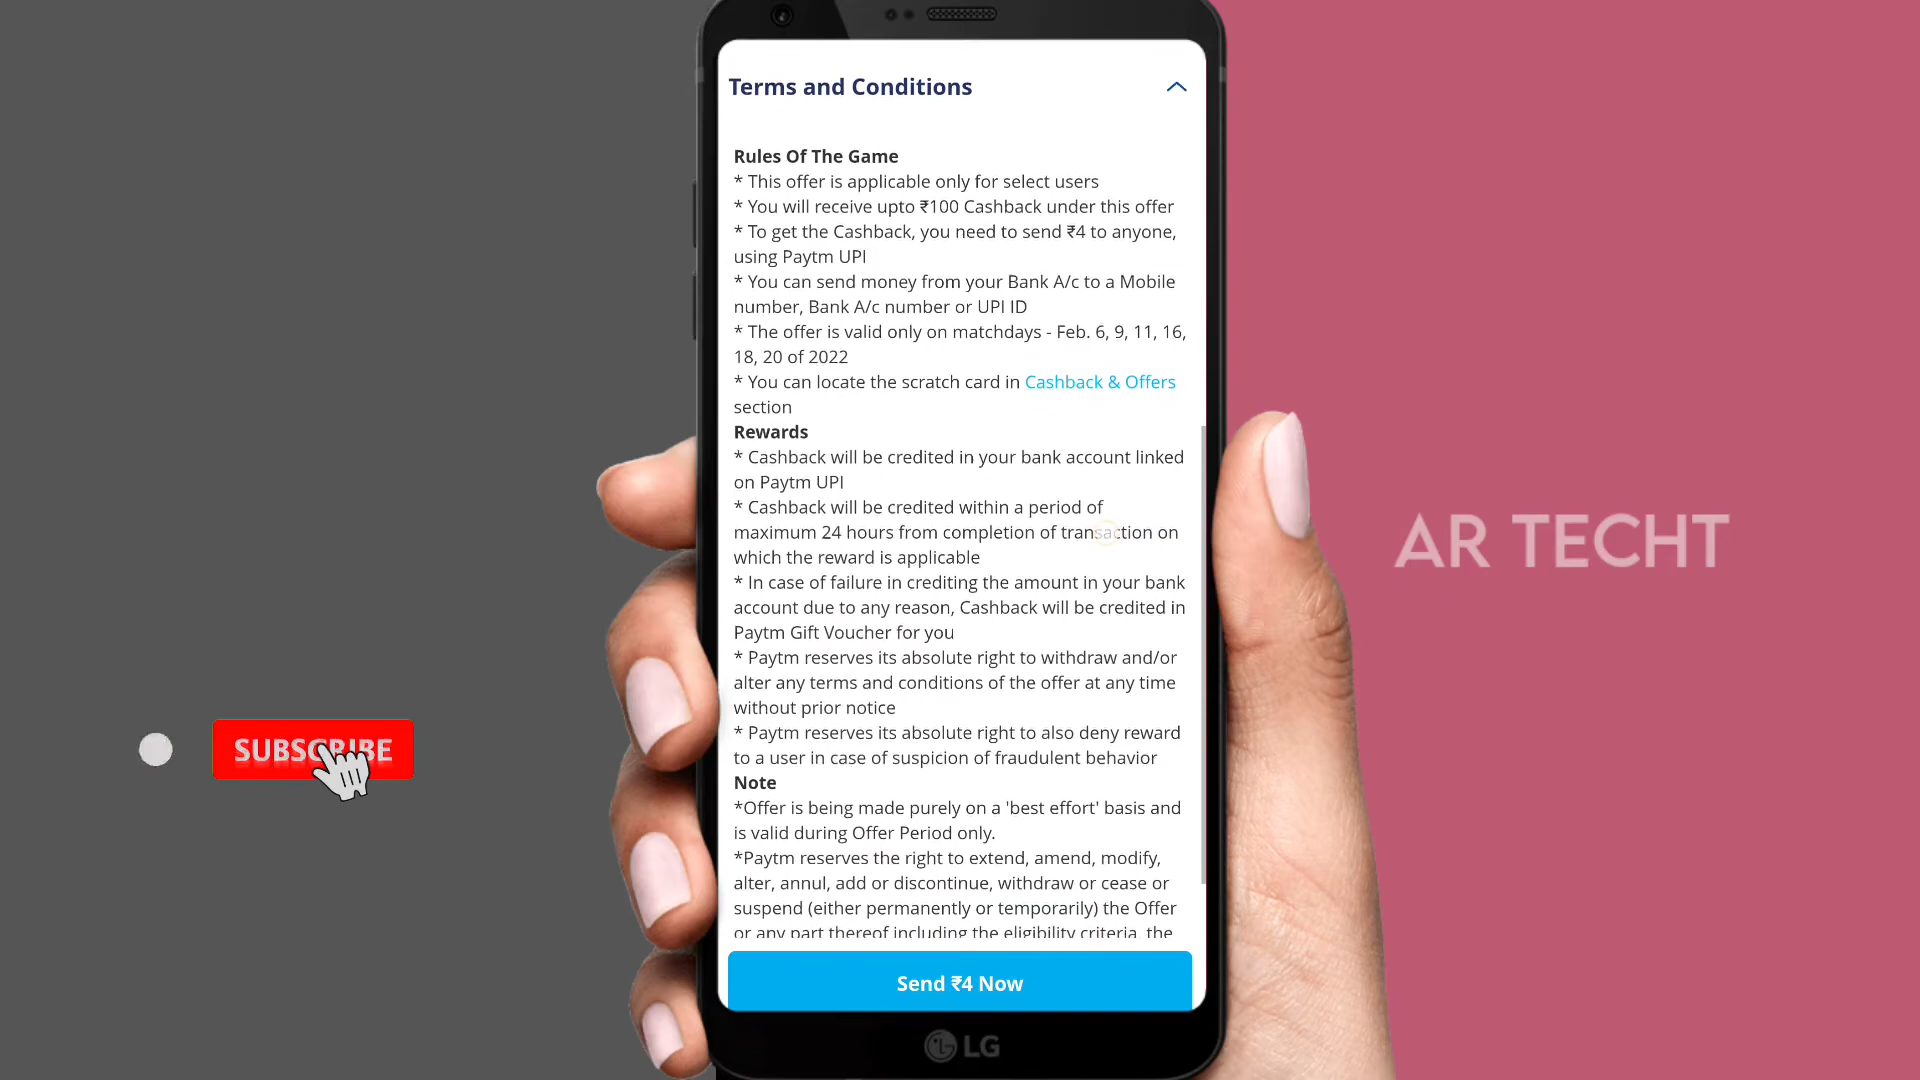 Terms and Conditions
Rules Of The Game
* This offer is applicable only for select users
* You will receive upto ₹100 Cashback under this offer
* To get the Cashback, you need to send ₹4 to anyone,
using Paytm UPI
* You can send money from your Bank A/c to a Mobile
number, Bank A/c number or UPI ID
* The offer is valid only on matchdays - Feb. 6, 9, 11, 16,
18, 20 of 2022
* You can locate the scratch card in Cashback & Offers
section
Rewards
* Cashback will be credited in your bank account linked
on Paytm UPI
* Cashback will be credited within a period of
maximum 24 hours from completion of transaction on
which the reward is applicable
* In case of failure in crediting the amount in your bank
account due to any reason, Cashback will be credited in
Paytm Gift Voucher for you
* Paytm reserves its absolute right to withdraw and/or
alter any terms and conditions of the offer at any time
without prior notice
* Paytm reserves its absolute right to also deny reward
to a user in case of suspicion of fraudulent behavior
Note
*Offer is being made purely on a 'best effort' basis and
is valid during Offer Period only.
*Paytm reserves the right to extend, amend, modify,
alter, annul, add or discontinue, withdraw or cease or
suspend (either permanently or temporarily) the Offer
or any part thereof including the eligibility criteria, the
Send ₹4 Now
LG
SUBSCRIBE
AR TECHT